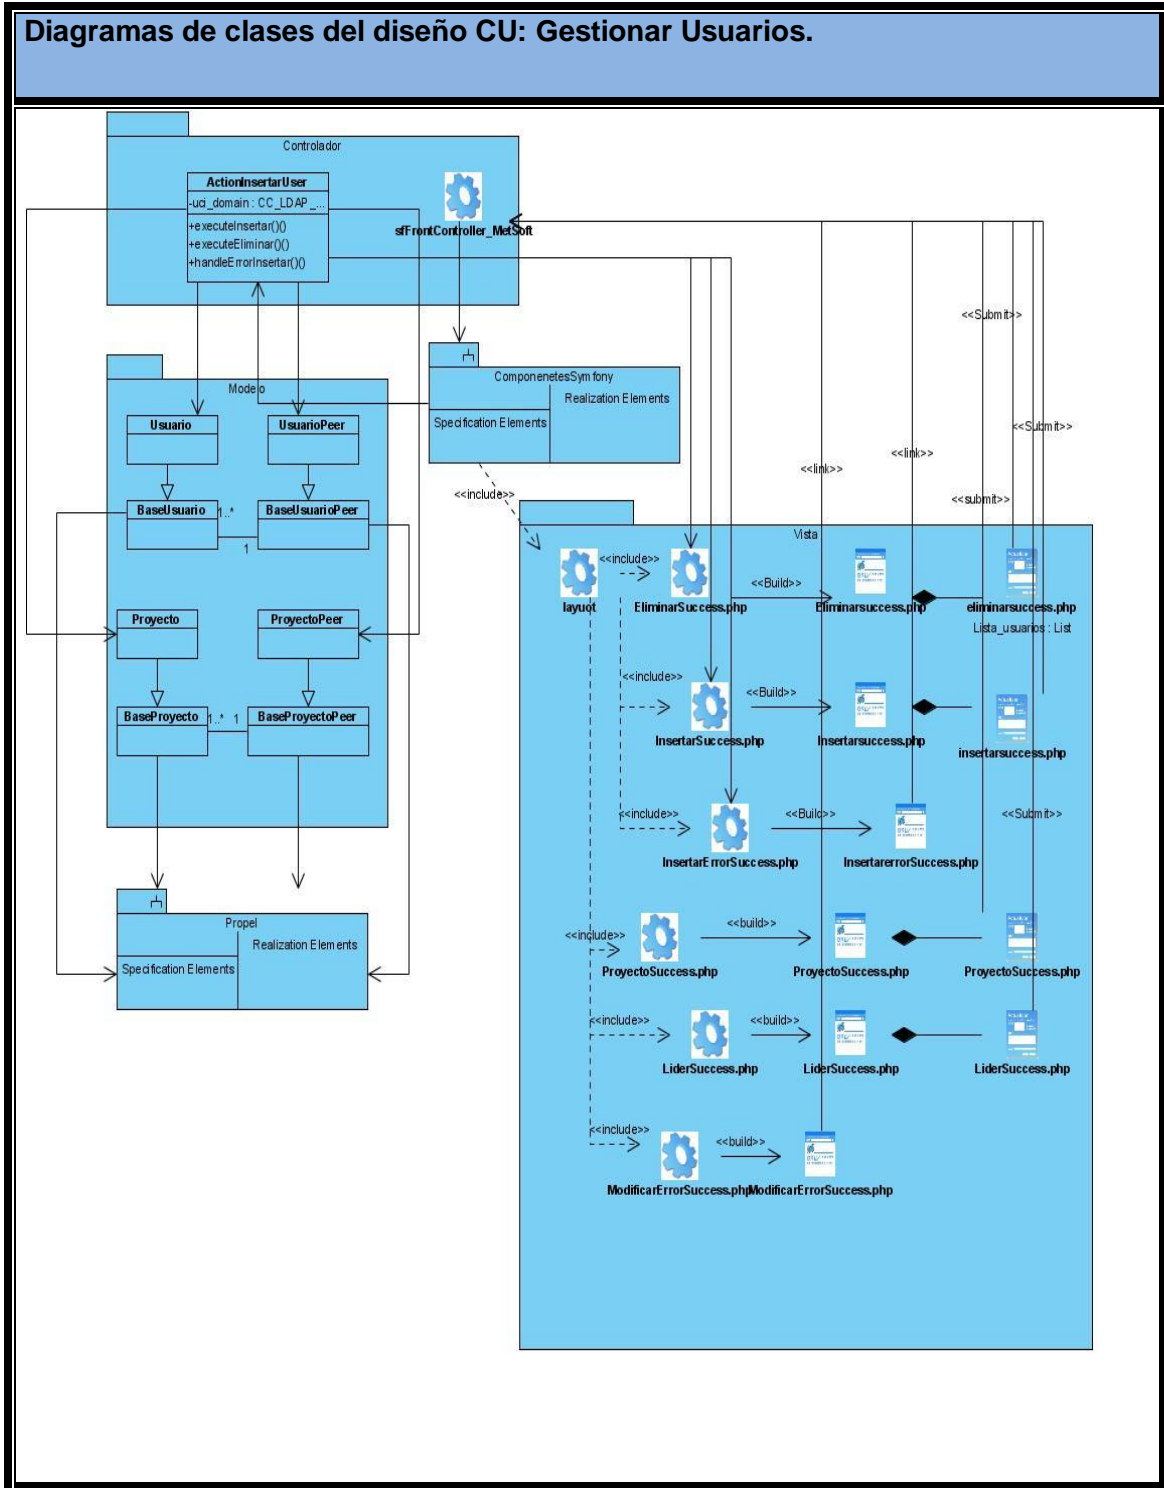 Diagramas de clases del diseño CU: Gestionar Usuarios.
Controlador
ActionInsertarUser
-uci_domain : CC_LDAP_...
+executeInsertar()()
+executeEliminar()()
+handleErrorInsertar()()
sfFrontController_MetSoft
<<Submit>>
ComponenetesSymfony
Realization Elements
Specification Elements
Modelo
Usuario
UsuarioPeer
<<Submit>>
<<link>>
<<link>>
<<include>>
<<submit>>
BaseUsuario
1..*
BaseUsuarioPeer
1
Vista
<<include>>
<<Build>>
layuot
EliminarSuccess.php
Eliminarsuccess.php
eliminarsuccess.php
Lista_usuarios : List
Proyecto
ProyectoPeer
<<include>>
<<Build>>
BaseProyecto
1..*
1
BaseProyectoPeer
InsertarSuccess.php
Insertarsuccess.php
insertarsuccess.php
<<include>>
<<Build>>
<<Submit>>
InsertarErrorSuccess.php
InsertarerrorSuccess.php
Propel
Realization Elements
Specification Elements
<<include>>
<<build>>
ProyectoSuccess.php
ProyectoSuccess.php
ProyectoSuccess.php
<<include>>
<<build>>
LiderSuccess.php
LiderSuccess.php
LiderSuccess.php
<<include>>
<<build>>
ModificarErrorSuccess.php
ModificarErrorSuccess.php